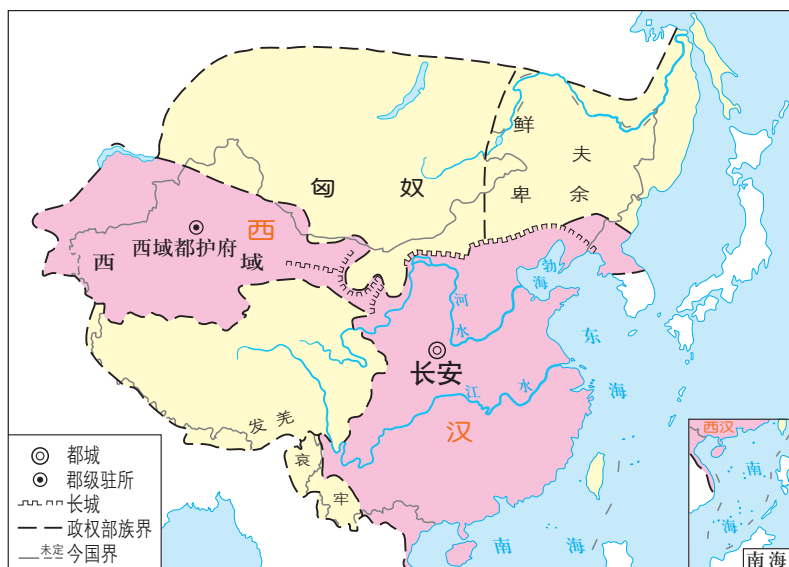 匈 奴
鲜
卑
夫
余
西
西域都护府
西 域
勃
海
河
水
长安
江 水
汉
东
海
发 羌
哀
牢
南 海
西汉
南
海
南海
都城
郡级驻所
长城
政权部族界
未定
今国界